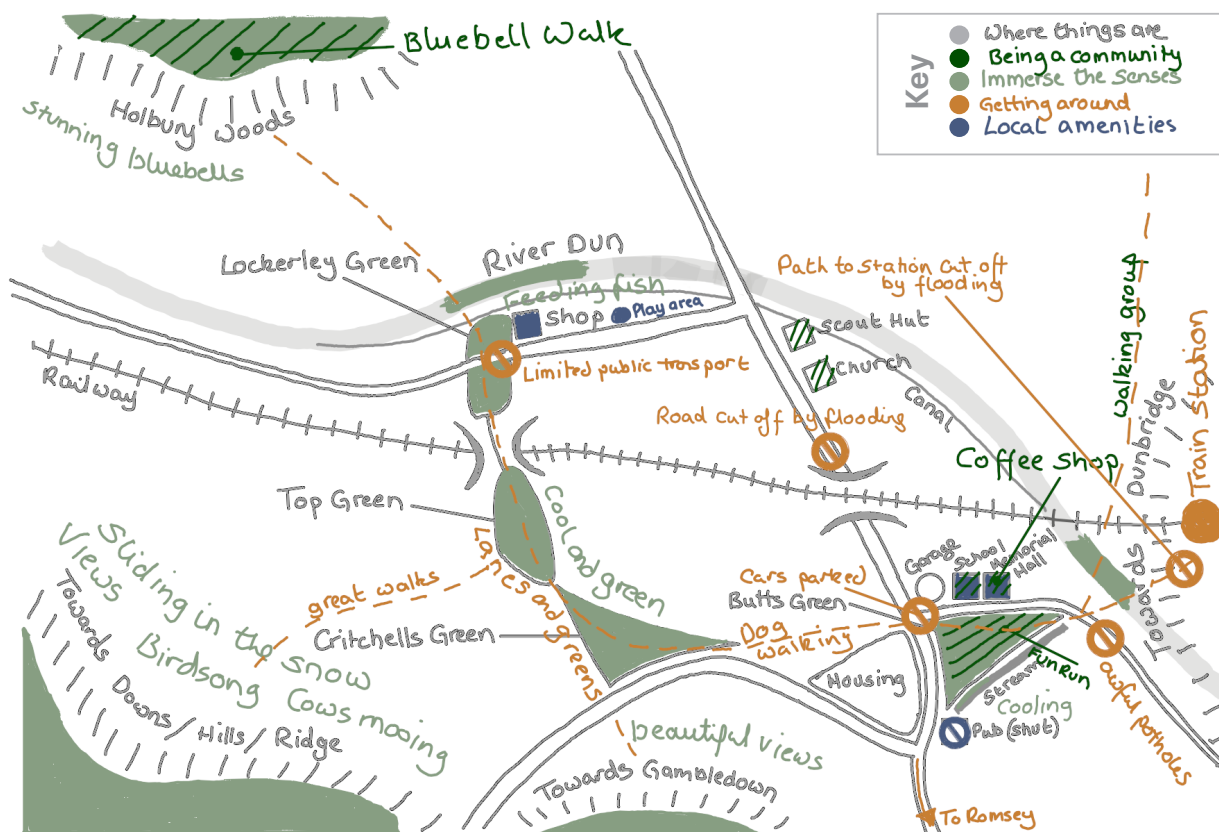 Bluebell Walk
Holbury Woods
stunning bluebells
Key
Where things are
Being a community
Immerse the senses
Getting around
Local amenities
Lockerley Green
River Dun
Feeding fish
Shop
Play area
Limited public transport
Railway
Path to station cut off
by flooding
Scout Hut
Church
Canal
Road cut off by flooding
walking group
Dunbridge
Towards
Train Station
Coffee Shop
Top Green
Cool and green
Lanes and greens
great walks
Critchells Green
Sliding in the snow
Views
Birdsong
Cows mooing
Towards
Downs / Hills / Ridge
Garage
School
Memorial
Hall
Cars parked
Butts Green
Dog
walking
Housing
Fun Run
Stream
Cooling
Pub (shut)
awful potholes
beautiful views
Towards Gambledown
To Romsey